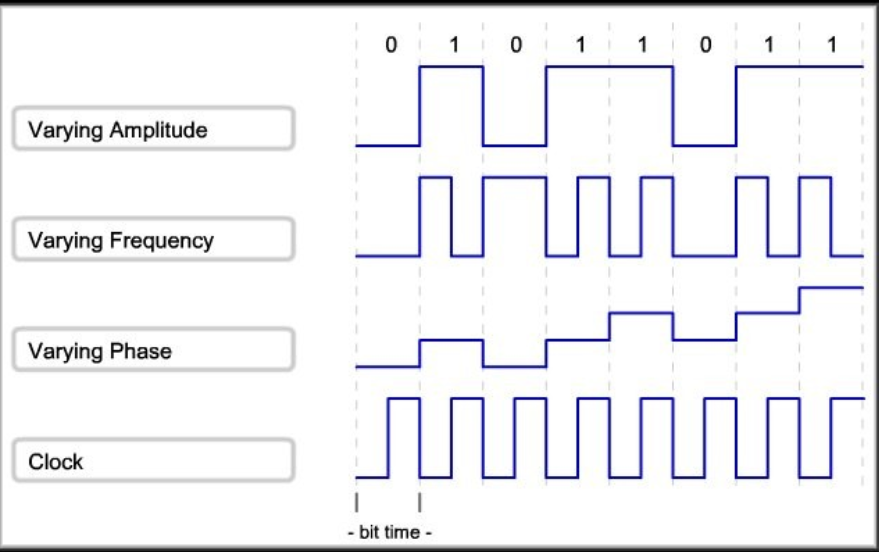 0 1 0 1 1 0 1 1
Varying Amplitude
Varying Frequency
Varying Phase
Clock
- bit time -